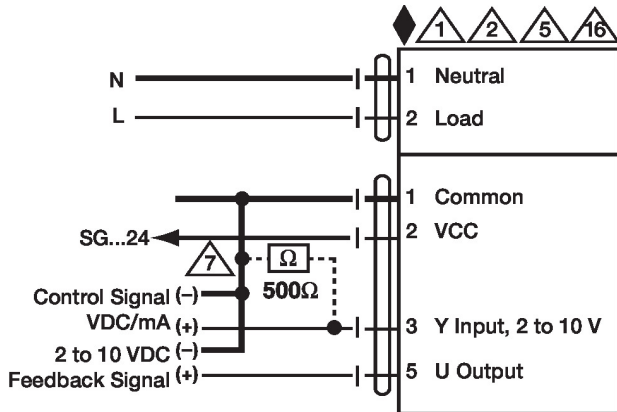 1 2 5 16
N 1 Neutral
L 2 Load
1 Common
SG...24 2 VCC
7 Ω
500Ω
Control Signal (-)
VDC/mA (+) 3 Y Input, 2 to 10 V
2 to 10 VDC (-)
Feedback Signal (+) 5 U Output